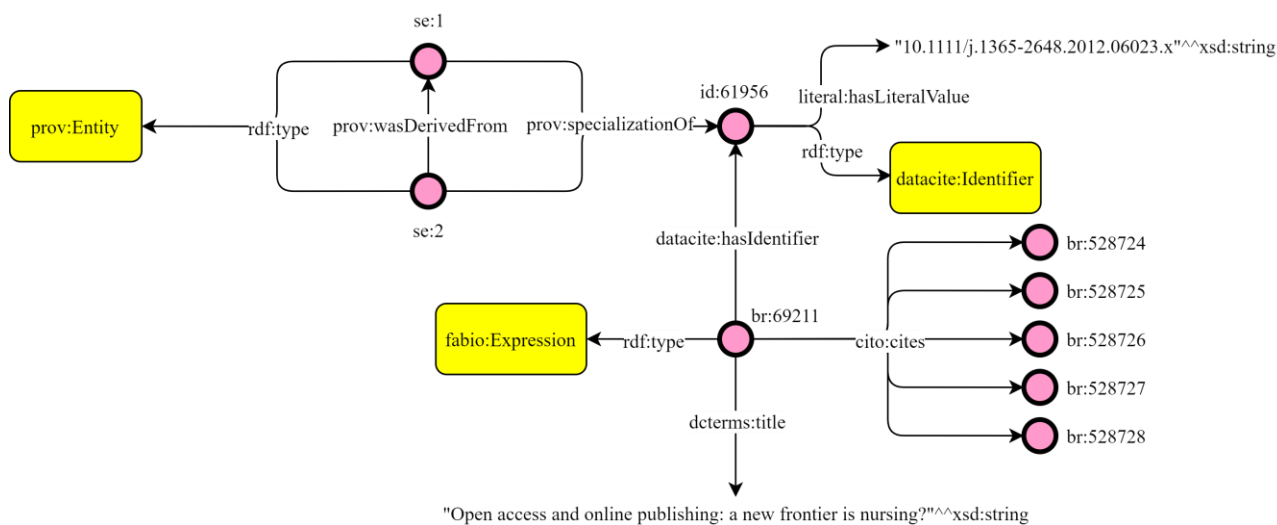 se:1
"10.1111/j.1365-2648.2012.06023.x"^^xsd:string
id:61956
literal:hasLiteralValue
prov:Entity
rdf:type
prov:wasDerivedFrom
prov:specializationOf
rdf:type
datacite:Identifier
se:2
datacite:hasIdentifier
br:528724
br:528725
br:69211
fabio:Expression
rdf:type
cito:cites
br:528726
br:528727
dcterms:title
br:528728
"Open access and online publishing: a new frontier is nursing?"^^xsd:string